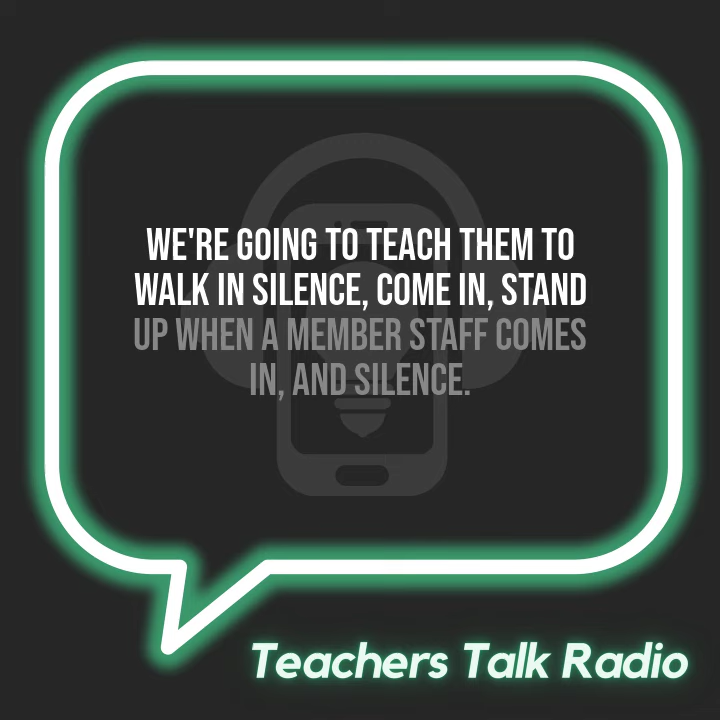 WE'RE GOING TO TEACH THEM TO
WALK IN SILENCE, COME IN, STAND
UP WHEN A MEMBER STAFF COMES
IN, AND SILENCE.
Teachers Talk Radio